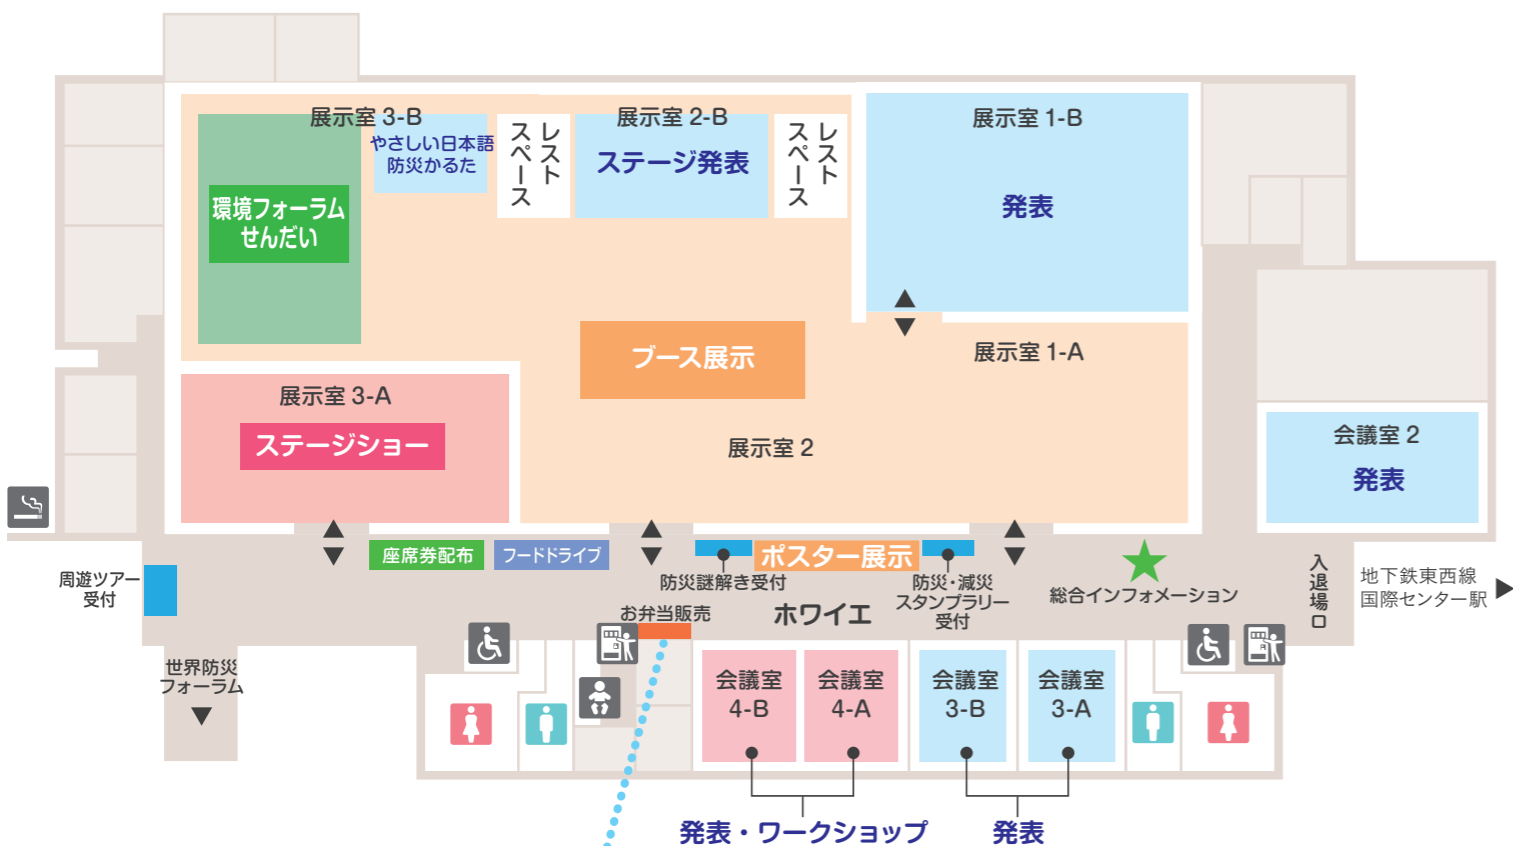 展示室 3-B
やさしい日本語
防災かるた
環境フォーラム
せんだい
レスト
スペース
展示室 2-B
ステージ発表
レスト
スペース
展示室 1-B
発表
ブース展示
展示室 1-A
展示室 3-A
ステージショー
展示室 2
会議室 2
発表
座席券配布
フードドライブ
ポスター展示
防災謎解き受付
防災・減災
スタンプラリー
受付
総合インフォメーション
入退場口
地下鉄東西線
国際センター駅
周遊ツアー
受付
お弁当販売
ホワイエ
世界防災
フォーラム
会議室
4-B
会議室
4-A
会議室
3-B
会議室
3-A
発表・ワークショップ
発表